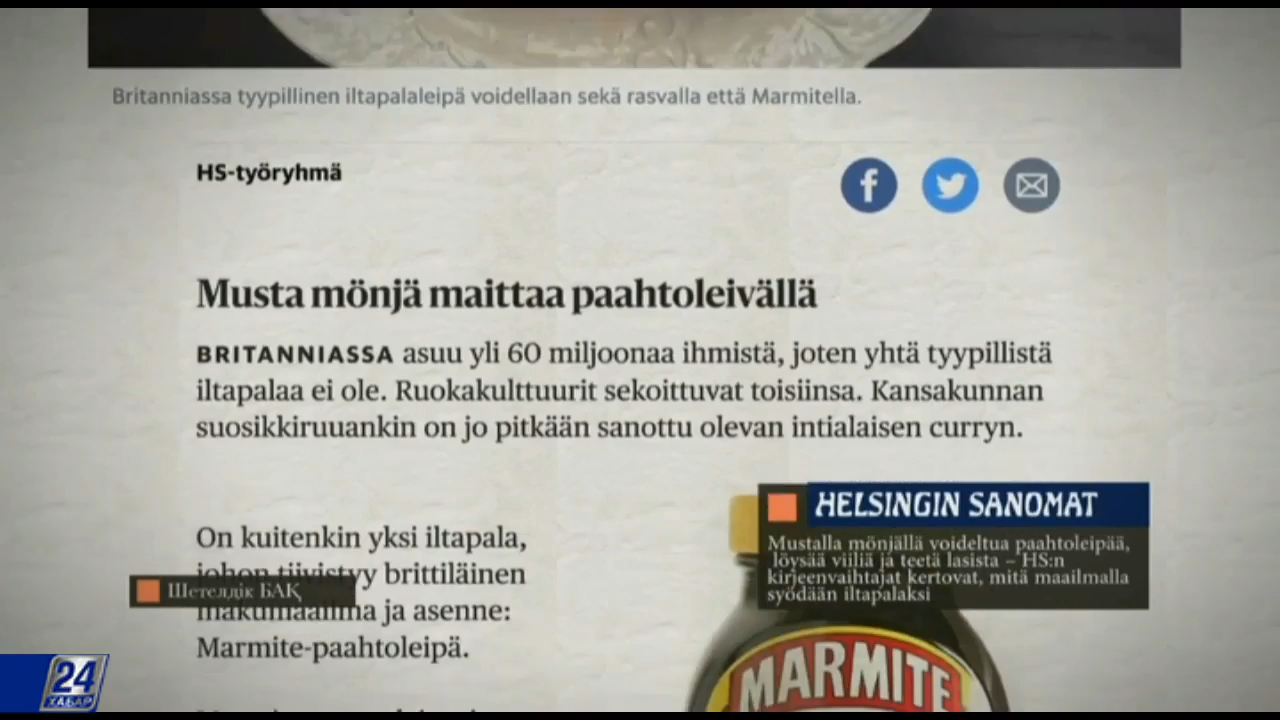 Britanniassa tyypillinen iltapalaleipä voidellaan sekä rasvalla että Marmitella.
HS-työryhmä
Musta mönjä maittaa paahtoleivällä
BRITANNIASSA asuu yli 60 miljoonaa ihmistä, joten yhtä tyypillistä
iltapalaa ei ole. Ruokakulttuurit sekoittuvat toisiinsa. Kansakunnan
suosikkiruuankin on jo pitkään sanottu olevan intialaisen curryn.
On kuitenkin yksi iltapala,
johon tiivistyy brittiläinen
makumaailma ja asenne:
Marmite-paahtoleipä.
HELSINGIN SANOMAT
Mustalla mönjällä voideltua paahtoleipää,
löysää viiliä ja teetä lasista – HS:n
kirjeenvaihtajat kertovat, mitä maailmalla
syödään iltapalaksi
Шетелдік БАҚ
MARMITE
24
ХАБАР